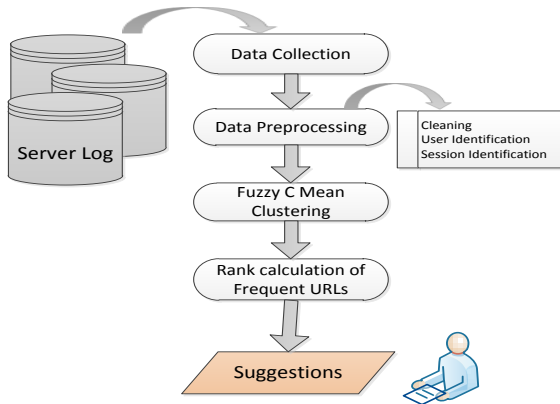 Server Log
Data Collection
Data Preprocessing
Cleaning
User Identification
Session Identification
Fuzzy C Mean
Clustering
Rank calculation of
Frequent URLs
Suggestions